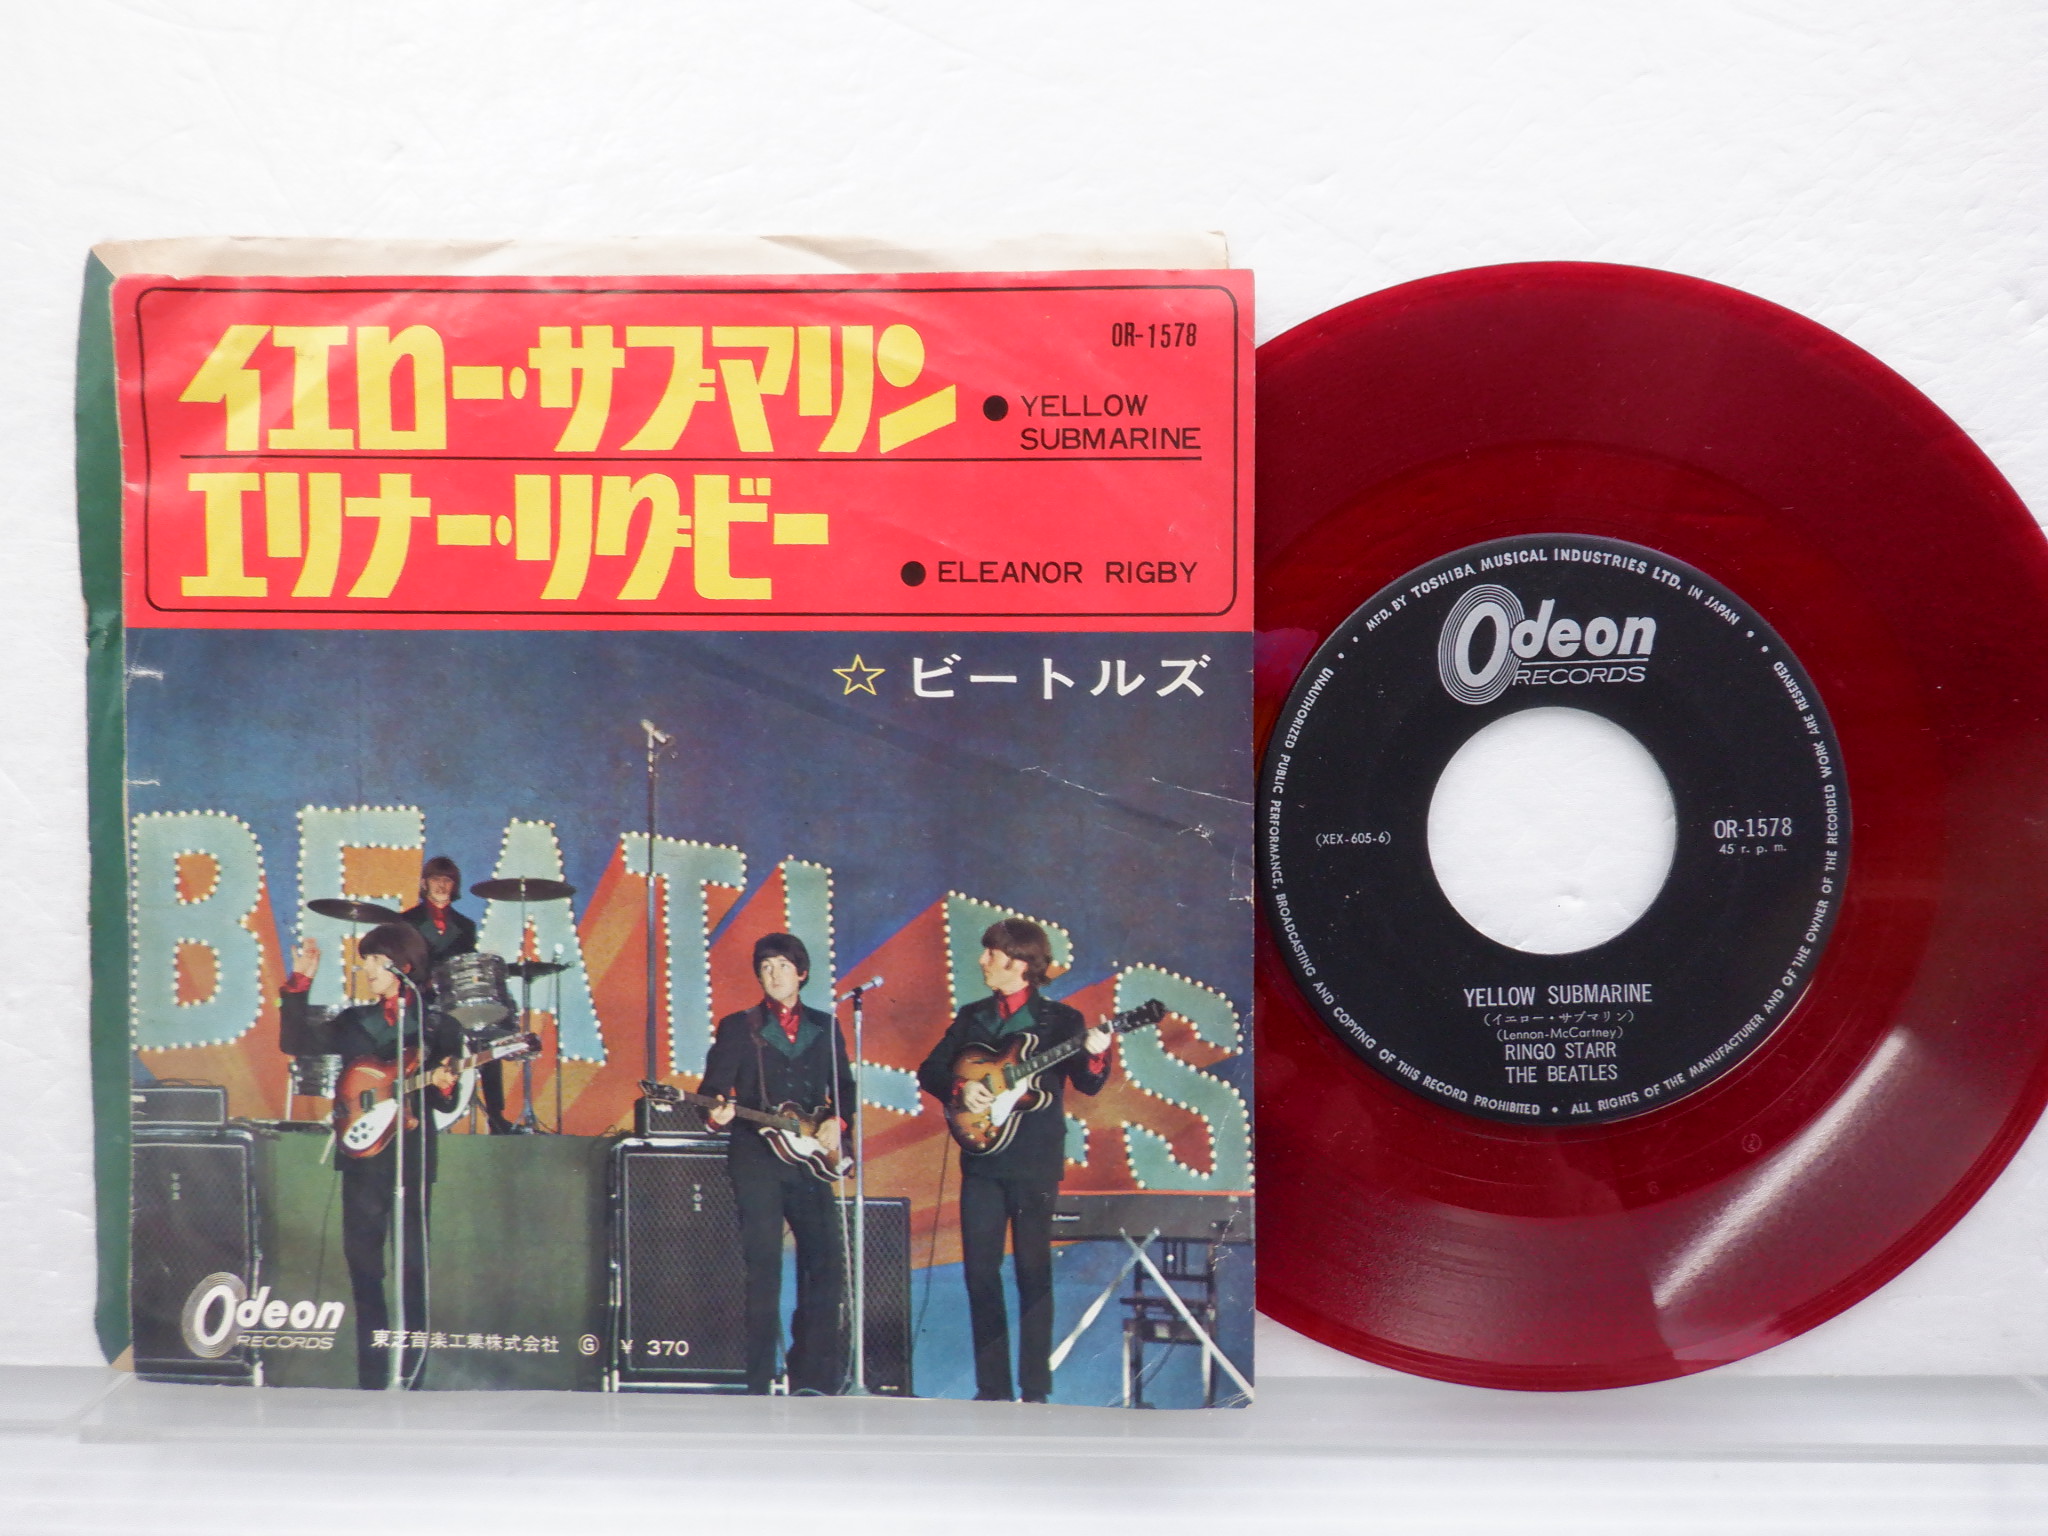 イエロー・サブマリン
OR-1578
● YELLOW
SUBMARINE
エリナー・リグビー
● ELEANOR RIGBY
☆ ビートルズ
BEATLES
VOX
VOX
Odeon
RECORDS
東芝音楽工業株式会社 Ⓖ ¥ 370
• MFD. BY TOSHIBA MUSICAL INDUSTRIES LTD. IN JAPAN •
Odeon
RECORDS
(XEX-605-6)
OR-1578
45 r. p. m.
YELLOW SUBMARINE
(イエロー・サブマリン)
(Lennon-McCartney)
RINGO STARR
THE BEATLES
UNAUTHORIZED PUBLIC PERFORMANCE, BROADCASTING AND COPYING OF THIS RECORD PROHIBITED • ALL RIGHTS OF THE MANUFACTURER AND OF THE OWNER OF THE RECORDED WORK ARE RESERVED